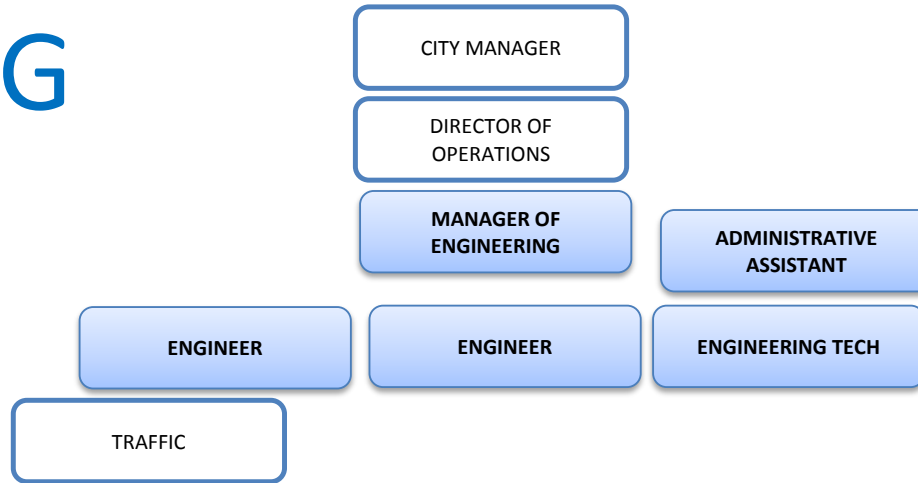 G
CITY MANAGER
DIRECTOR OF
OPERATIONS
MANAGER OF
ENGINEERING
ADMINISTRATIVE
ASSISTANT
ENGINEER
ENGINEER
ENGINEERING TECH
TRAFFIC